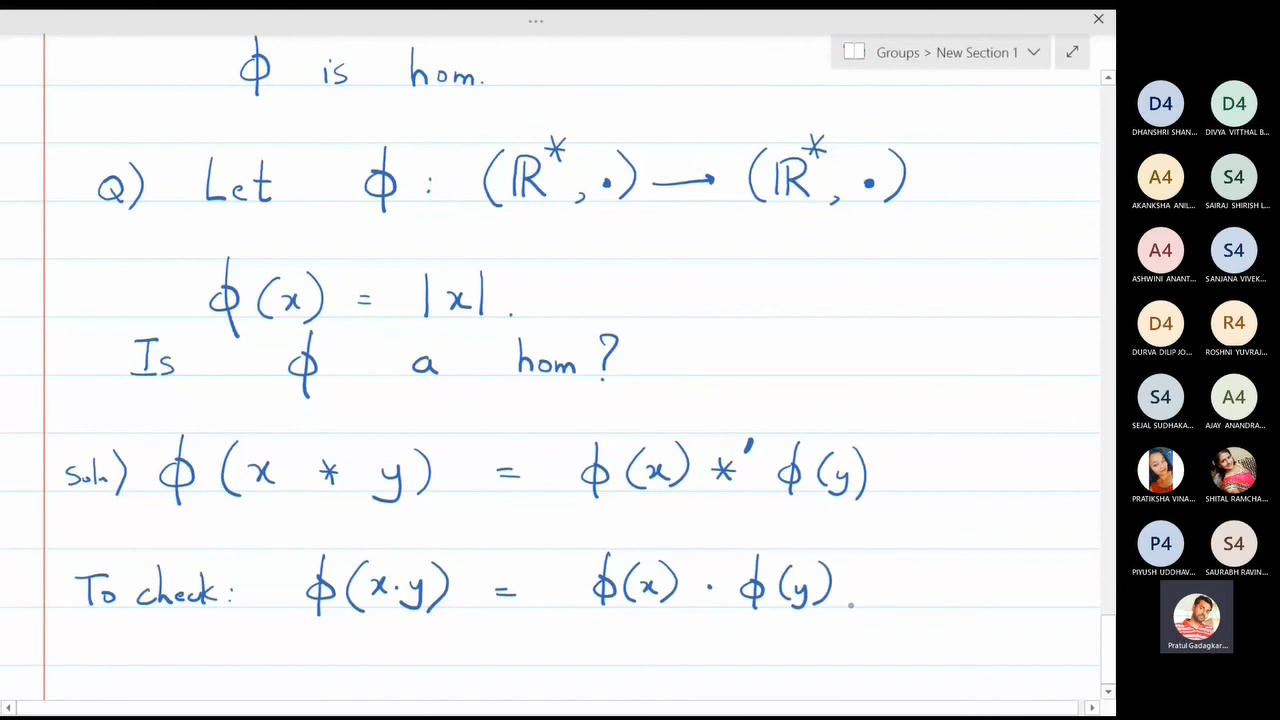 ...
Groups > New Section 1
ϕ is hom.
Q) Let ϕ : (ℝ*, •) → (ℝ*, •)
ϕ(x) = |x|.
Is ϕ a hom?
Soln) ϕ(x * y) = ϕ(x) *' ϕ(y)
To check: ϕ(x·y) = ϕ(x) · ϕ(y)
D4 D4
DHANSHRI SHAN... DIVYA VITTHAL B...
A4 S4
AKANKSHA ANIL... SAIRAJ SHIRISH L...
A4 S4
ASHWINI ANANT... SANJANA VIVEK...
D4 R4
DURVA DILIP JO... ROSHNI YUVRAJ...
S4 A4
SEJAL SUDHAKA... AJAY ANANDRA...
PRATIKSHA VINA... SHITAL RAMCHA...
P4 S4
PIYUSH UDDHAV... SAURABH RAVIN...
Pratul Gadagkar...